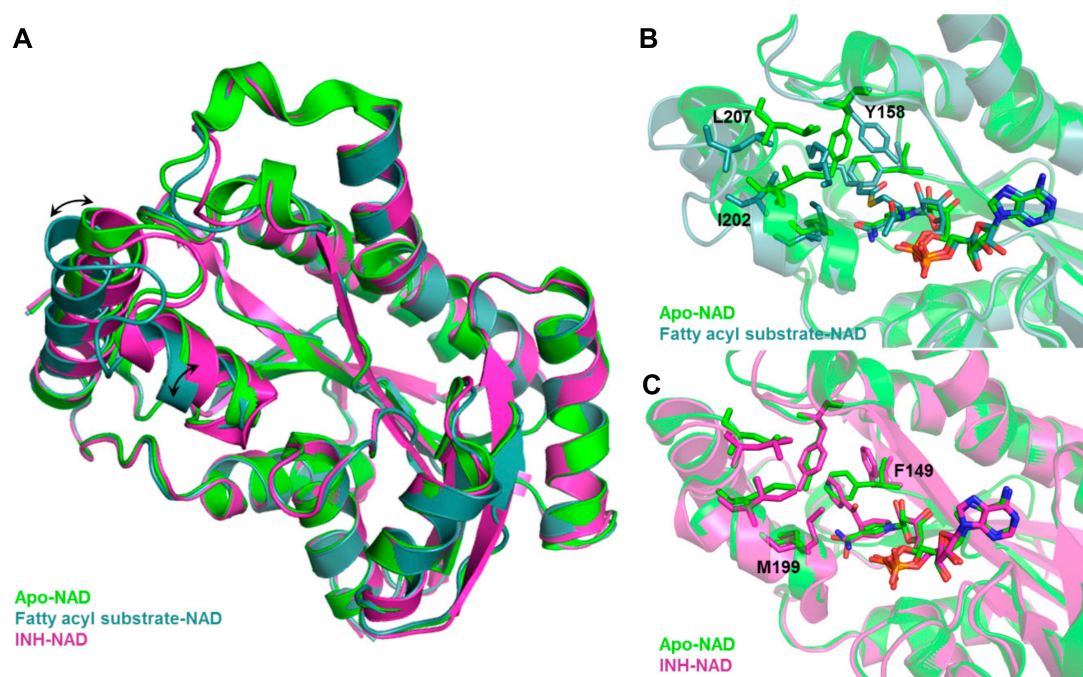 A
Apo-NAD
Fatty acyl substrate-NAD
INH-NAD
B
L207
Y158
I202
Apo-NAD
Fatty acyl substrate-NAD
C
F149
M199
Apo-NAD
INH-NAD